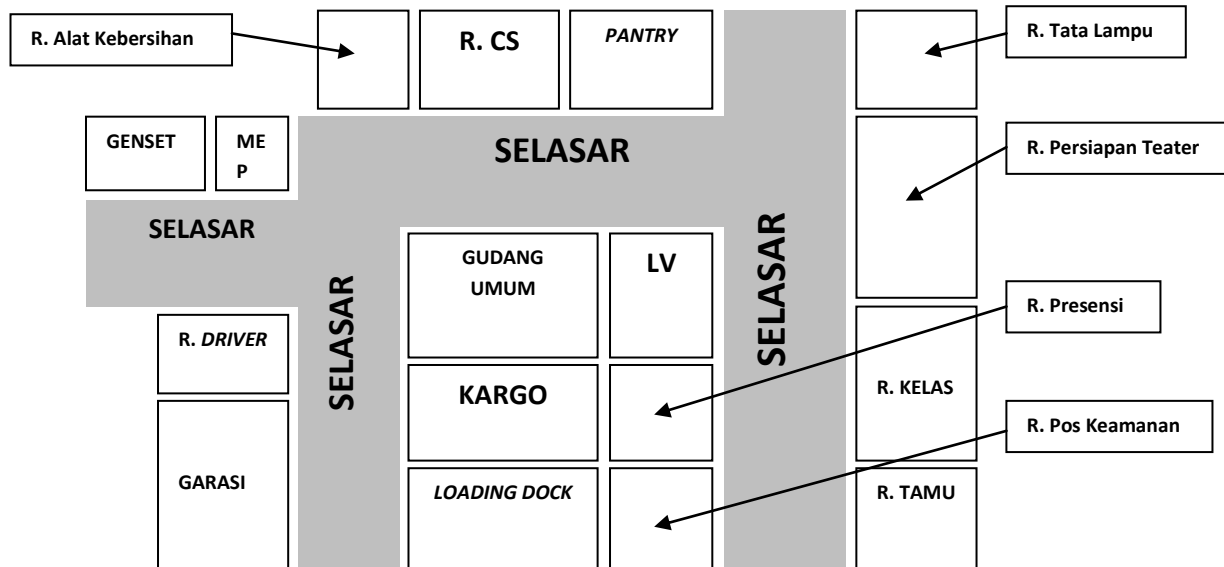 R. Alat Kebersihan
R. CS
PANTRY
R. Tata Lampu
GENSET
ME
P
SELASAR
R. Persiapan Teater
SELASAR
GUDANG
UMUM
LV
SELASAR
SELASAR
R. Presensi
R. DRIVER
KARGO
R. KELAS
R. Pos Keamanan
GARASI
LOADING DOCK
R. TAMU